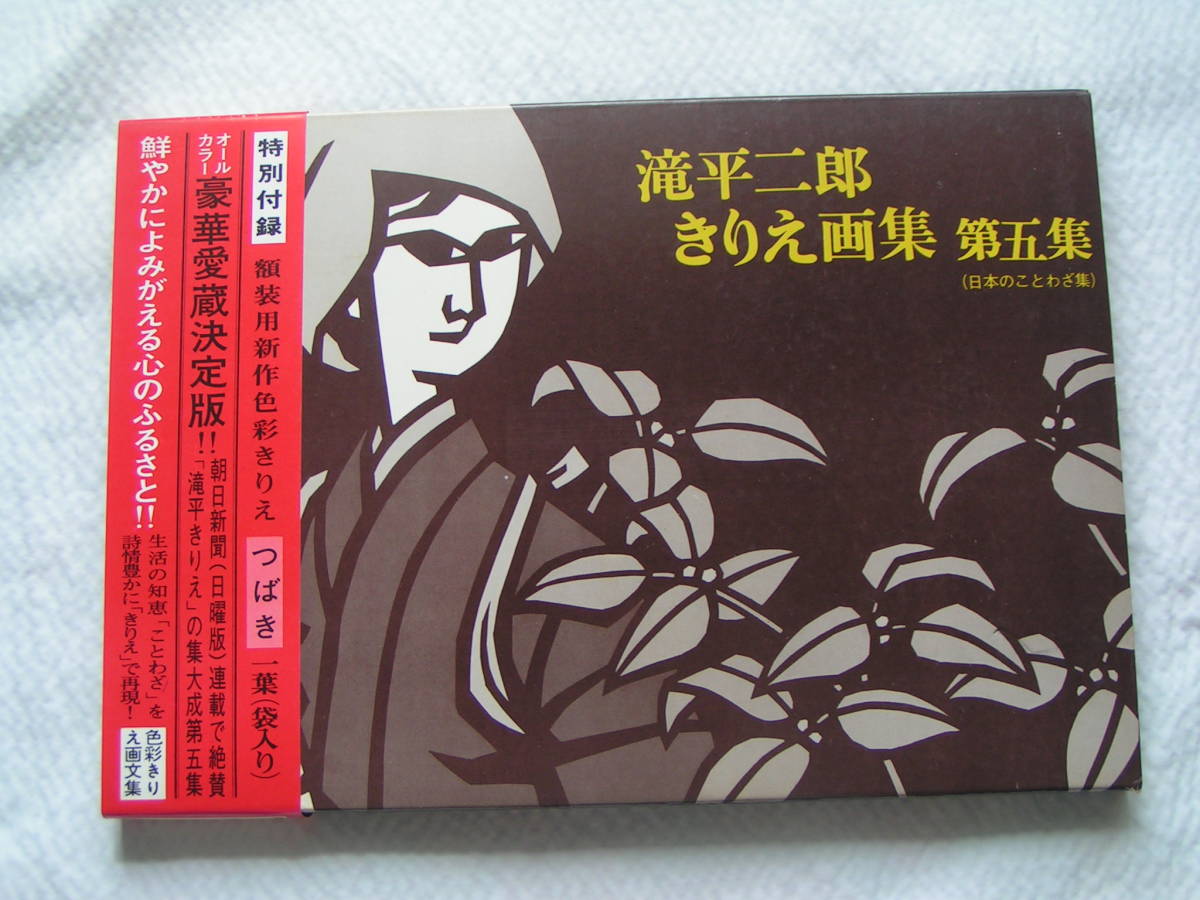 滝平二郎
きりえ画集 第五集
(日本のことわざ集)
特別付録 額装用新作色彩きりえ つばき 一葉(袋入り)
オールカラー 豪華愛蔵決定版!!
朝日新聞(日曜版)連載で絶賛
「滝平きりえ」の集大成第五集
鮮やかによみがえる心のふるさと!!
生活の知恵「ことわざ」を
詩情豊かに「きりえ」で再現!
色彩きり
え画文集